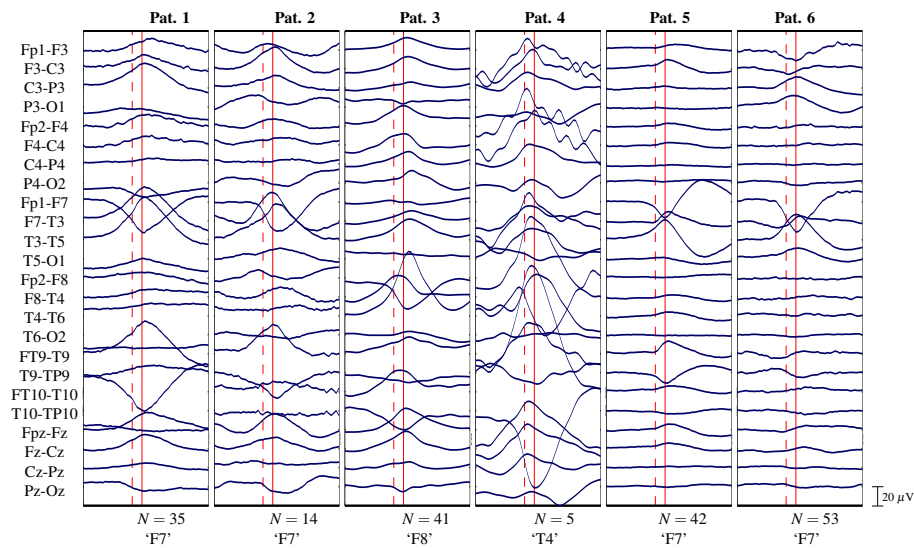 Pat. 1 Pat. 2 Pat. 3 Pat. 4 Pat. 5 Pat. 6
Fp1-F3
F3-C3
C3-P3
P3-O1
Fp2-F4
F4-C4
C4-P4
P4-O2
Fp1-F7
F7-T3
T3-T5
T5-O1
Fp2-F8
F8-T4
T4-T6
T6-O2
FT9-T9
T9-TP9
FT10-T10
T10-TP10
Fpz-Fz
Fz-Cz
Cz-Pz
Pz-Oz
20 μV
N = 35 N = 14 N = 41 N = 5 N = 42 N = 53
‘F7’ ‘F7’ ‘F8’ ‘T4’ ‘F7’ ‘F7’